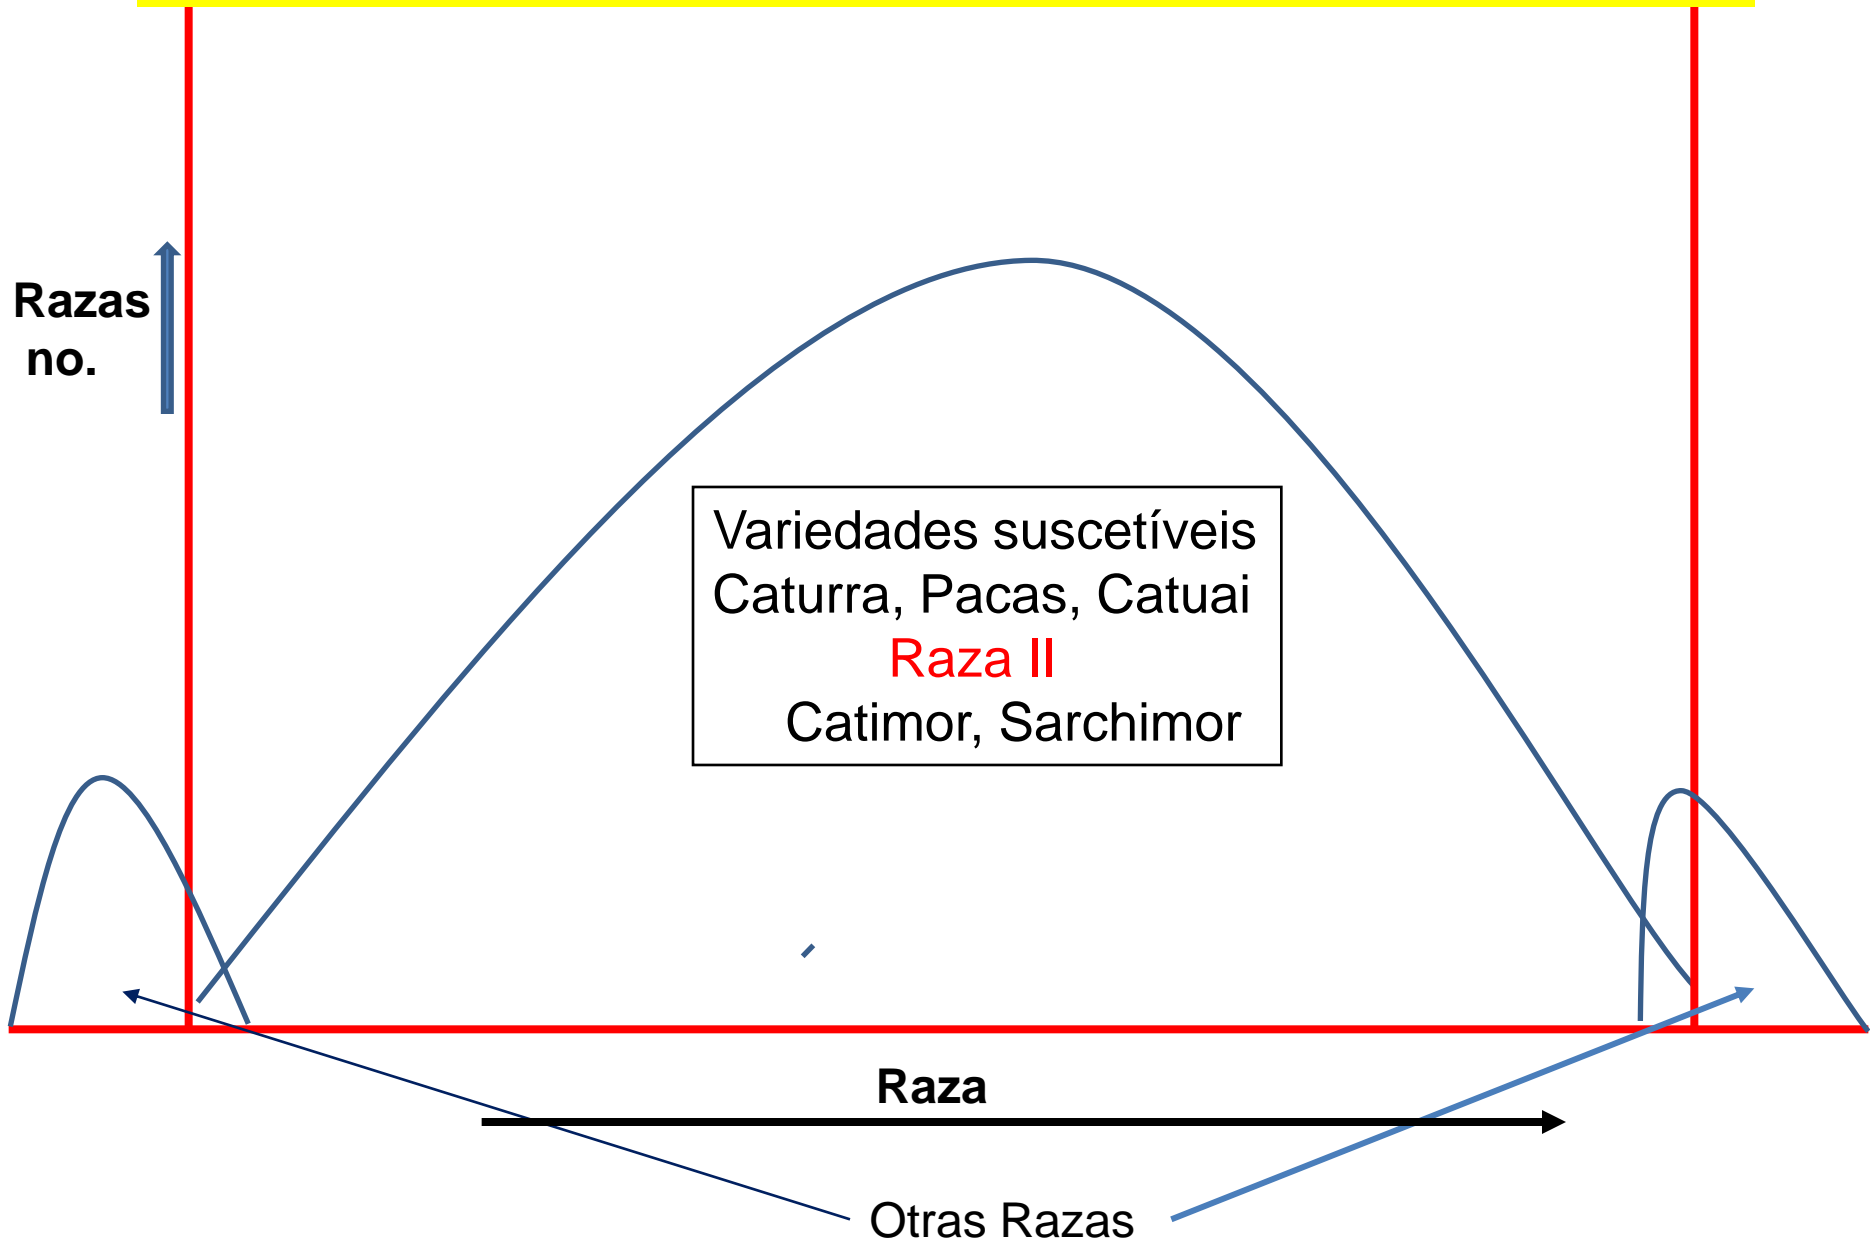 Razas
no.
Variedades suscetíveis
Caturra, Pacas, Catuai
Raza II
Catimor, Sarchimor
Raza
Otras Razas